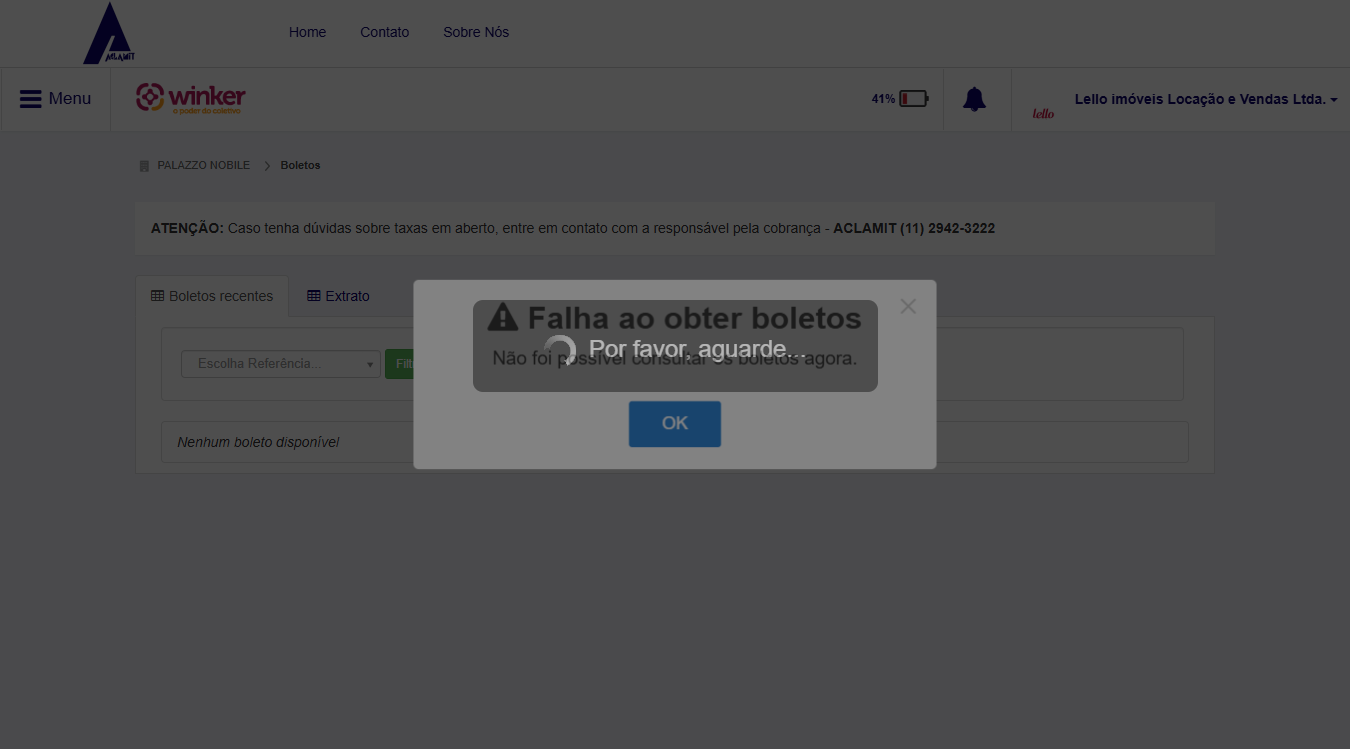 ACLAMIT
Home Contato Sobre Nós
Menu
winker
o poder do coletivo
41%
lello
Lello imóveis Locação e Vendas Ltda.
PALAZZO NOBILE > Boletos
ATENÇÃO: Caso tenha dúvidas sobre taxas em aberto, entre em contato com a responsável pela cobrança - ACLAMIT (11) 2942-3222
Boletos recentes Extrato
Falha ao obter boletos
Por favor, aguarde...
Não foi possível consultar os boletos agora.
Escolha Referência...
OK
Nenhum boleto disponível